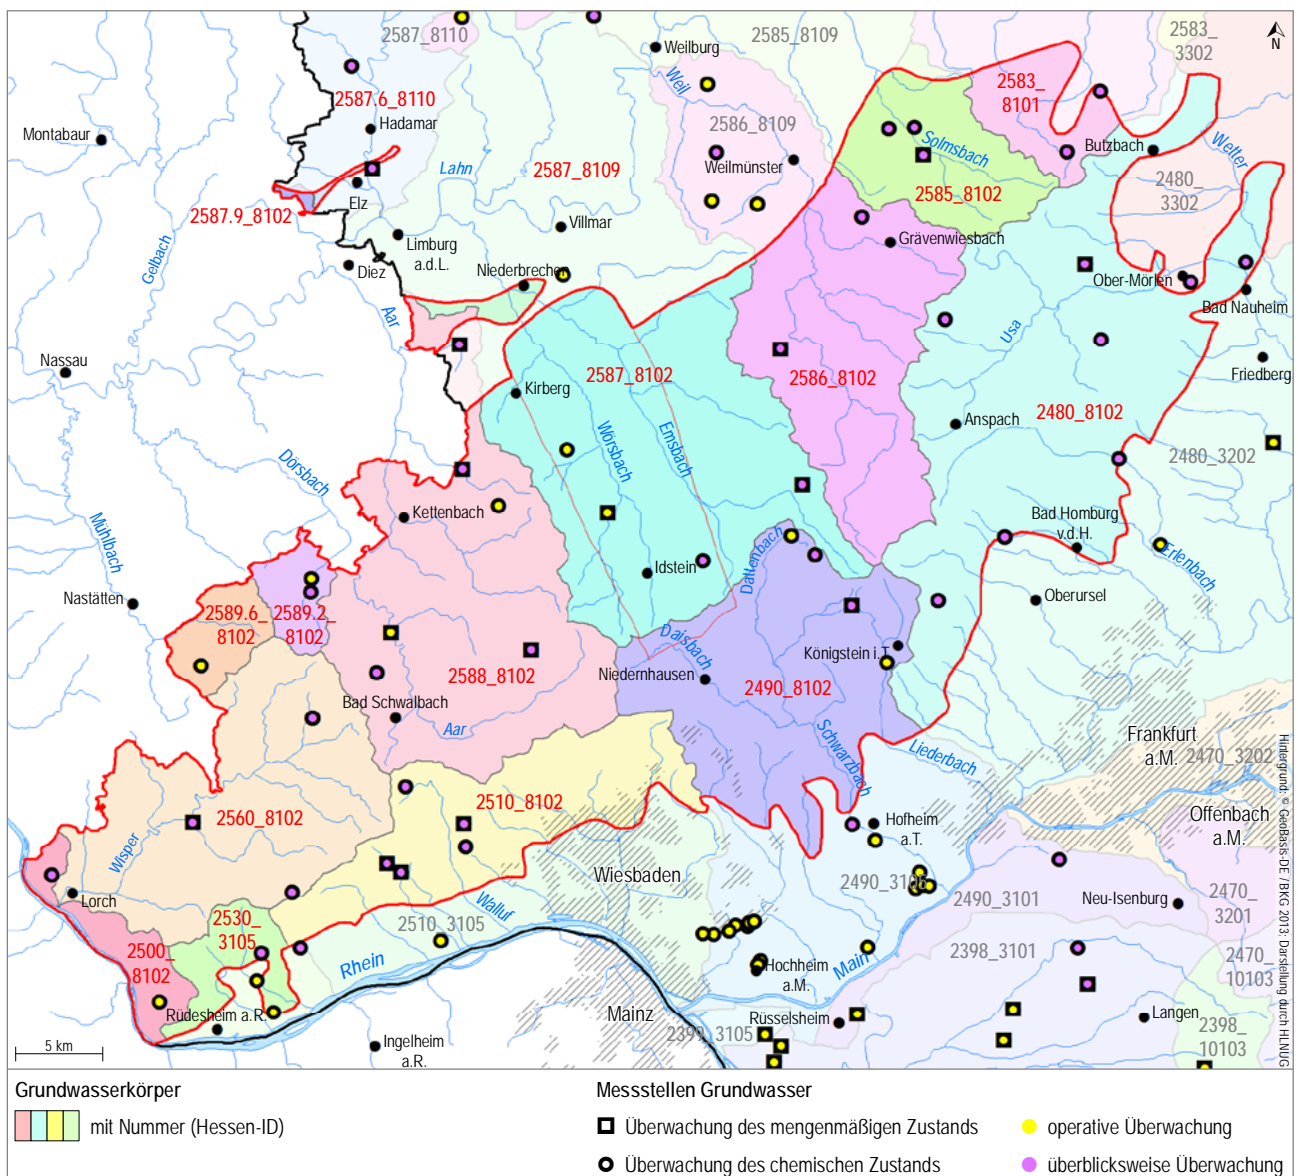 2587_8110
2585_8109
2583_
3302
N
Weilburg
Weil
2587.6_8110
Hadamar
Montabaur
2583_
8101
2586_8109
Weilmünster
Solmsbach
Butzbach
Wetter
Lahn
2587_8109
2480_
3302
2585_8102
Elz
2587.9_8102
Villmar
Limburg
a.d.L.
Grävenwiesbach
Gelbach
Diez
Niederbrechen
Ober-Mörlen
Bad Nauheim
Aar
Usa
Nassau
Friedberg
Kirberg
2587_8102
2586_8102
2480_8102
Anspach
Wörsbach
Emsbach
2480_3202
Dörsbach
Kettenbach
Bad Homburg
v.d.H.
Mühlbach
Dattenbach
Erlenbach
Idstein
Nastätten
Oberursel
2589.6_
8102
2589.2_
8102
Daisbach
Königstein i.T.
2588_8102
Niedernhausen
2490_8102
Bad Schwalbach
Aar
Schwarzbach
Liederbach
Frankfurt
a.M.
2470_3202
2510_8102
2560_8102
Hofheim
a.T.
Offenbach
a.M.
Wisper
Wiesbaden
2490_3106
2490_3101
Neu-Isenburg
2470_
3201
Lorch
Walluf
2530_
3105
2510_3105
2500_
8102
Rhein
Main
2398_3101
2470_
10103
Hochheim
a.M.
Rüdesheim a.R.
Mainz
Rüsselsheim
Langen
2399_3105
2398_
10103
Ingelheim
a.R.
5 km
Hintergrund: © GeoBasis-DE / BKG 2013; Darstellung durch HLNUG
Grundwasserkörper
mit Nummer (Hessen-ID)
Messstellen Grundwasser
Überwachung des mengenmäßigen Zustands
operative Überwachung
Überwachung des chemischen Zustands
überblicksweise Überwachung